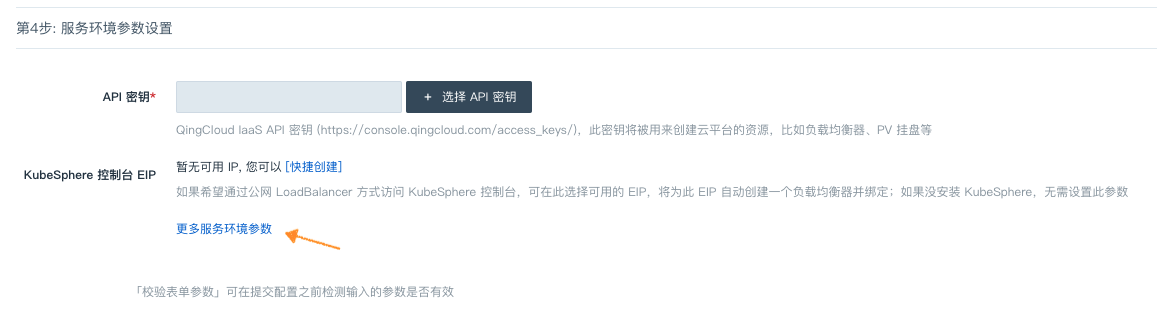 第4步: 服务环境参数设置
API 密钥*
+ 选择 API 密钥
QingCloud IaaS API 密钥 (https://console.qingcloud.com/access_keys/)，此密钥将被用来创建云平台的资源，比如负载均衡器、PV 挂盘等
KubeSphere 控制台 EIP
暂无可用 IP, 您可以 [快捷创建]
如果希望通过公网 LoadBalancer 方式访问 KubeSphere 控制台，可在此选择可用的 EIP，将为此 EIP 自动创建一个负载均衡器并绑定；如果没安装 KubeSphere，无需设置此参数
更多服务环境参数
「校验表单参数」可在提交配置之前检测输入的参数是否有效